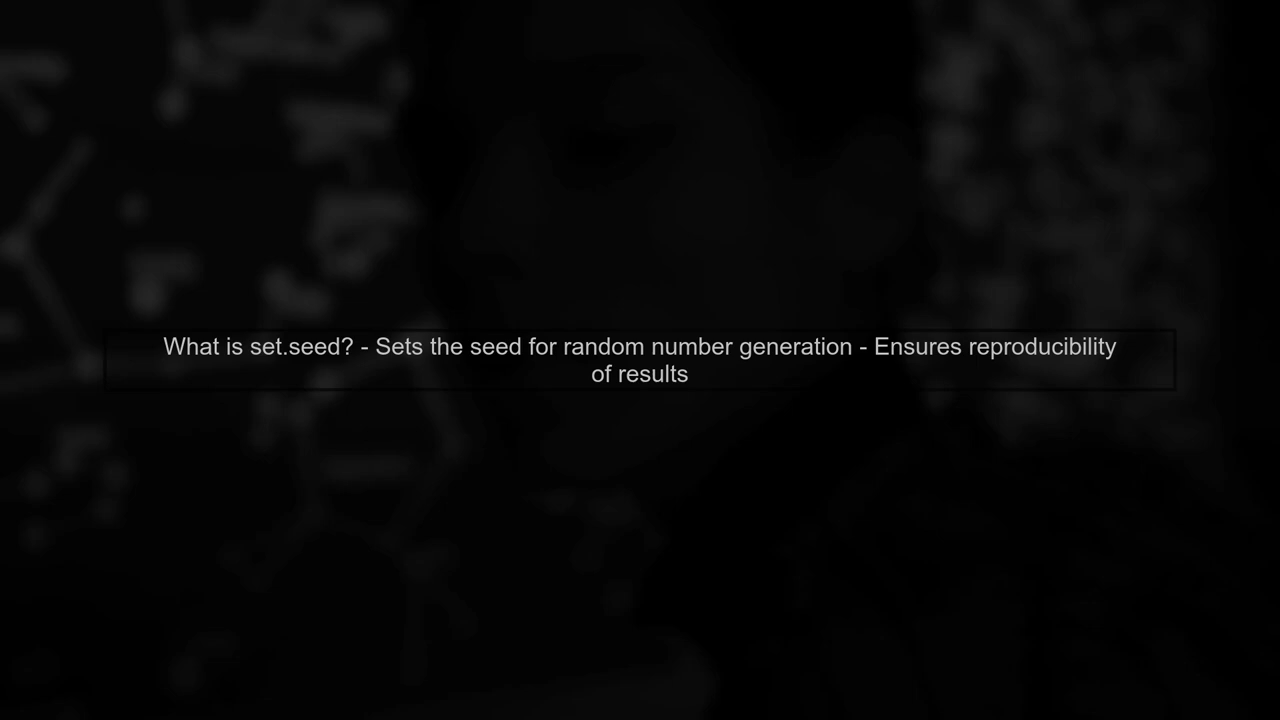 What is set.seed? - Sets the seed for random number generation - Ensures reproducibility
of results